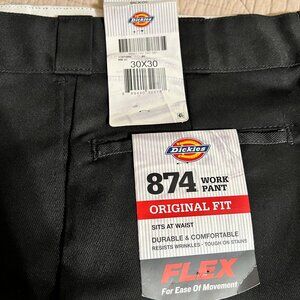 Dickies
30X30
Dickies
874 WORK PANT
ORIGINAL FIT
SITS AT WAIST
DURABLE & COMFORTABLE
RESISTS WRINKLES · TOUGH ON STAINS
FLEX
For Ease Of Movement